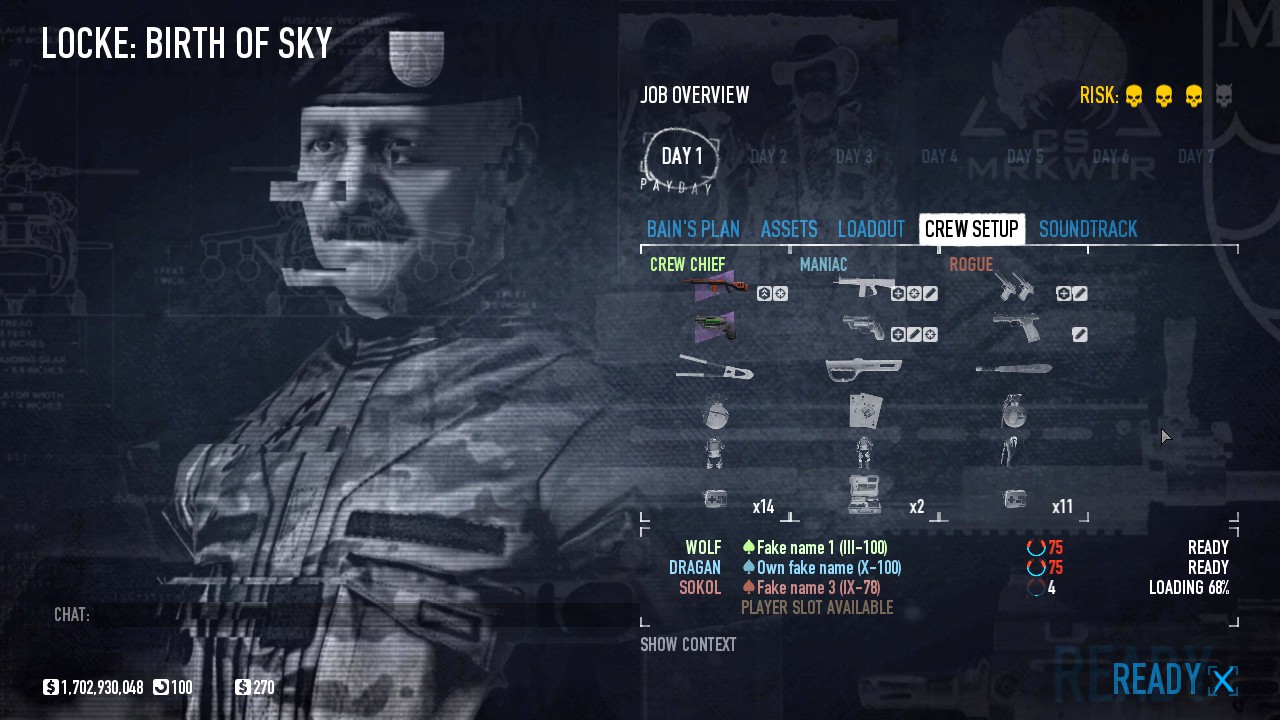 LOCKE: BIRTH OF SKY
JOB OVERVIEW
RISK:
DAY 1 DAY 2 DAY 3 DAY 4 DAY 5 DAY 6 DAY 7
PAYDAY
CS
MRKWTR
BAIN'S PLAN ASSETS LOADOUT CREW SETUP SOUNDTRACK
CREW CHIEF MANIAC ROGUE
x14 x2 x11
WOLF Fake name 1 (III-100) 75 READY
DRAGAN Own fake name (X-100) 75 READY
SOKOL Fake name 3 (IX-78) 4 LOADING 68%
PLAYER SLOT AVAILABLE
CHAT:
SHOW CONTEXT
READY
$1,702,930,048 100 $270